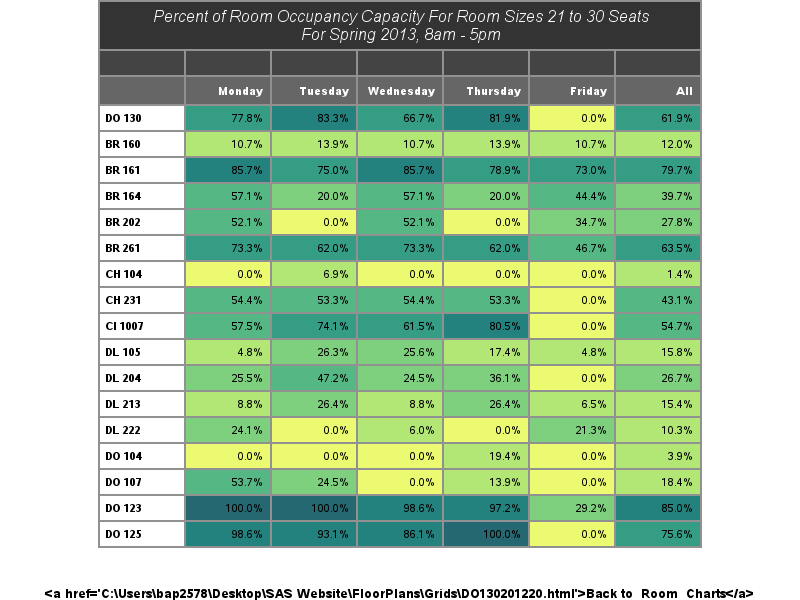 Percent of Room Occupancy Capacity For Room Sizes 21 to 30 Seats
For Spring 2013, 8am - 5pm
Monday Tuesday Wednesday Thursday Friday All
DO 130 77.8% 83.3% 66.7% 81.9% 0.0% 61.9%
BR 160 10.7% 13.9% 10.7% 13.9% 10.7% 12.0%
BR 161 85.7% 75.0% 85.7% 78.9% 73.0% 79.7%
BR 164 57.1% 20.0% 57.1% 20.0% 44.4% 39.7%
BR 202 52.1% 0.0% 52.1% 0.0% 34.7% 27.8%
BR 261 73.3% 62.0% 73.3% 62.0% 46.7% 63.5%
CH 104 0.0% 6.9% 0.0% 0.0% 0.0% 1.4%
CH 231 54.4% 53.3% 54.4% 53.3% 0.0% 43.1%
CI 1007 57.5% 74.1% 61.5% 80.5% 0.0% 54.7%
DL 105 4.8% 26.3% 25.6% 17.4% 4.8% 15.8%
DL 204 25.5% 47.2% 24.5% 36.1% 0.0% 26.7%
DL 213 8.8% 26.4% 8.8% 26.4% 6.5% 15.4%
DL 222 24.1% 0.0% 6.0% 0.0% 21.3% 10.3%
DO 104 0.0% 0.0% 0.0% 19.4% 0.0% 3.9%
DO 107 53.7% 24.5% 0.0% 13.9% 0.0% 18.4%
DO 123 100.0% 100.0% 98.6% 97.2% 29.2% 85.0%
DO 125 98.6% 93.1% 86.1% 100.0% 0.0% 75.6%
<a href='C:\Users\bap2578\Desktop\SAS Website\FloorPlans\Grids\DO130201220.html'>Back to Room Charts</a>